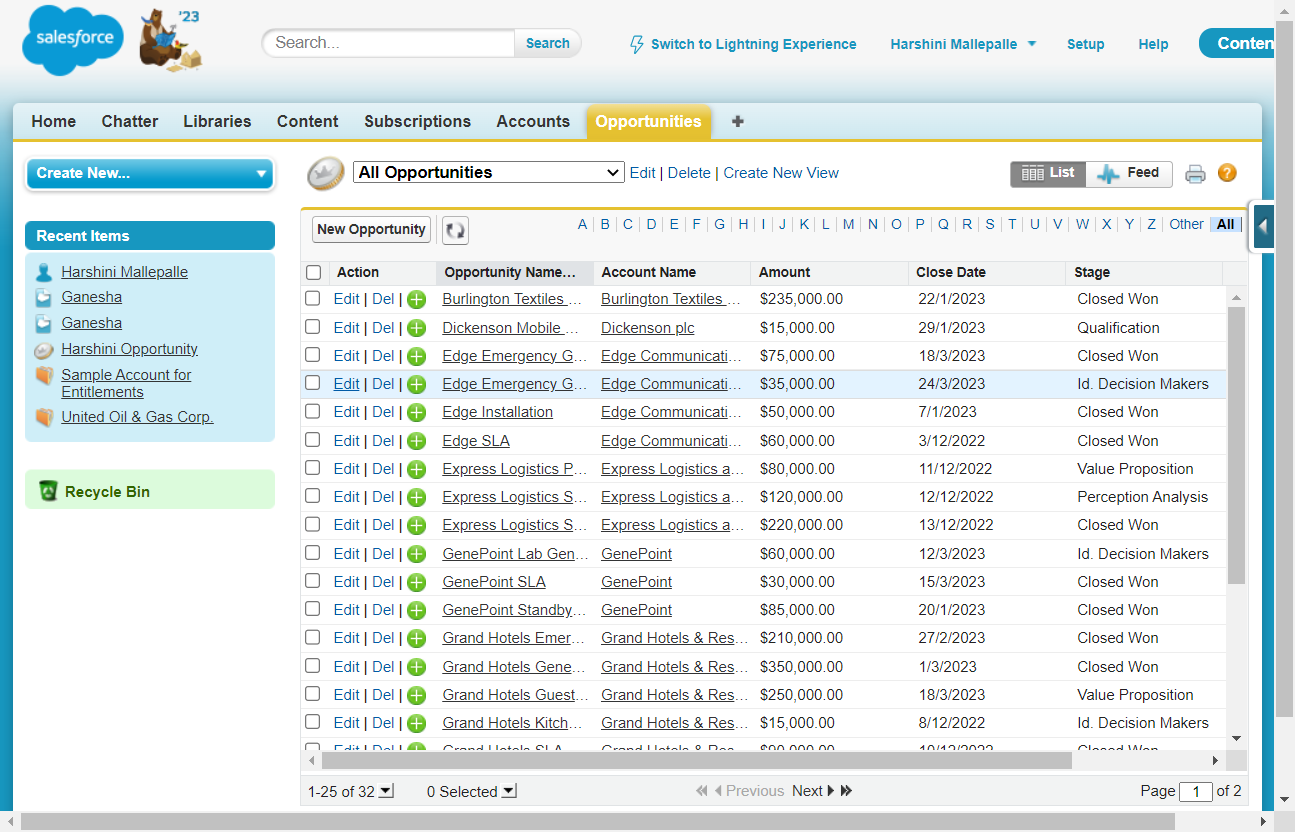 salesforce
'23
Search...
Search
Switch to Lightning Experience
Harshini Mallepalle
Setup
Help
Conten
Home Chatter Libraries Content Subscriptions Accounts Opportunities
Create New...
All Opportunities
Edit | Delete | Create New View
List
Feed
Recent Items
Harshini Mallepalle
Ganesha
Ganesha
Harshini Opportunity
Sample Account for
Entitlements
United Oil & Gas Corp.
Recycle Bin
New Opportunity
A | B | C | D | E | F | G | H | I | J | K | L | M | N | O | P | Q | R | S | T | U | V | W | X | Y | Z | Other | All
Action Opportunity Name... Account Name Amount Close Date Stage
Edit | Del | Burlington Textiles ... Burlington Textiles ... $235,000.00 22/1/2023 Closed Won
Edit | Del | Dickenson Mobile ... Dickenson plc $15,000.00 29/1/2023 Qualification
Edit | Del | Edge Emergency G... Edge Communicati... $75,000.00 18/3/2023 Closed Won
Edit | Del | Edge Emergency G... Edge Communicati... $35,000.00 24/3/2023 Id. Decision Makers
Edit | Del | Edge Installation Edge Communicati... $50,000.00 7/1/2023 Closed Won
Edit | Del | Edge SLA Edge Communicati... $60,000.00 3/12/2022 Closed Won
Edit | Del | Express Logistics P... Express Logistics a... $80,000.00 11/12/2022 Value Proposition
Edit | Del | Express Logistics S... Express Logistics a... $120,000.00 12/12/2022 Perception Analysis
Edit | Del | Express Logistics S... Express Logistics a... $220,000.00 13/12/2022 Closed Won
Edit | Del | GenePoint Lab Gen... GenePoint $60,000.00 12/3/2023 Id. Decision Makers
Edit | Del | GenePoint SLA GenePoint $30,000.00 15/3/2023 Closed Won
Edit | Del | GenePoint Standby... GenePoint $85,000.00 20/1/2023 Closed Won
Edit | Del | Grand Hotels Emer... Grand Hotels & Res... $210,000.00 27/2/2023 Closed Won
Edit | Del | Grand Hotels Gene... Grand Hotels & Res... $350,000.00 1/3/2023 Closed Won
Edit | Del | Grand Hotels Guest... Grand Hotels & Res... $250,000.00 18/3/2023 Value Proposition
Edit | Del | Grand Hotels Kitch... Grand Hotels & Res... $15,000.00 8/12/2022 Id. Decision Makers
Edit | Del | Grand Hotels SLA Grand Hotels & Res... $90,000.00 10/12/2022 Closed Won
1-25 of 32
0 Selected
Previous Next
Page 1 of 2